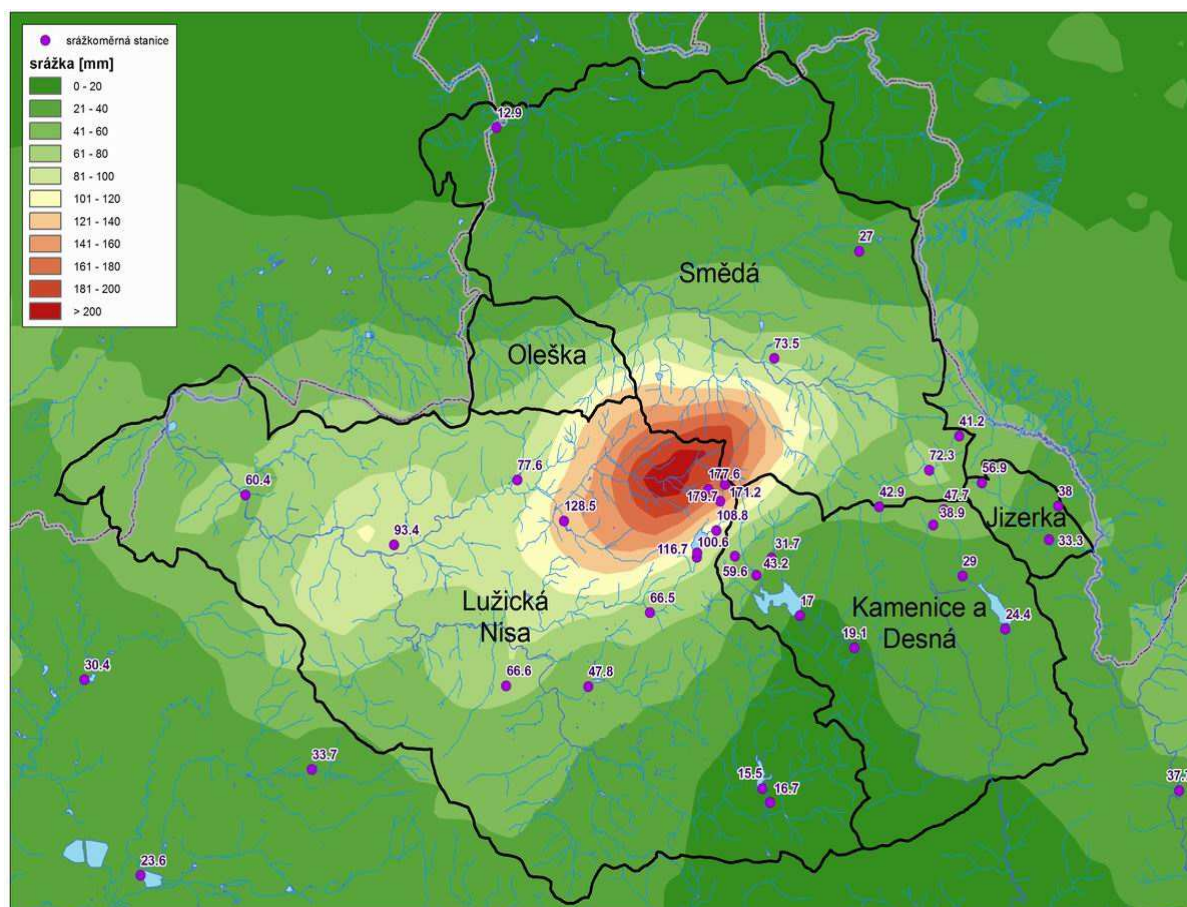 srážkoměrná stanice
srážka [mm]
0 - 20
21 - 40
41 - 60
61 - 80
81 - 100
101 - 120
121 - 140
141 - 160
161 - 180
181 - 200
> 200
12.9
27
Smědá
Oleška
73.5
41.2
72.3
56.9
77.6
177.6
60.4
179.7
171.2
42.9
47.7
38
128.5
38.9
Jizerka
108.8
93.4
33.3
100.6
116.7
31.7
59.6
43.2
29
Lužická
Nísa
66.5
17
Kamenice a
Desná
24.4
19.1
30.4
66.6
47.8
33.7
15.5
16.7
23.6